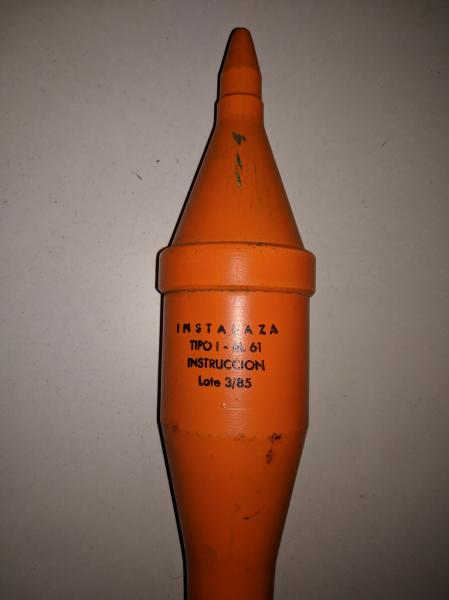 INSTALAZA
TIPO I - M. 61
INSTRUCCION
Lote 3/85